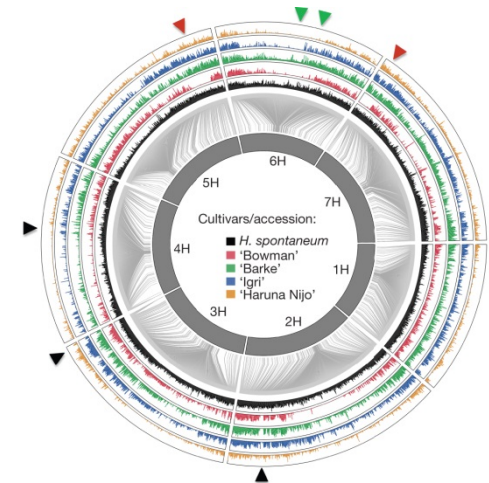 6H
5H
7H
Cultivars/accession:
H. spontaneum
'Bowman'
'Barke'
'Igri'
'Haruna Nijo'
4H
1H
3H
2H